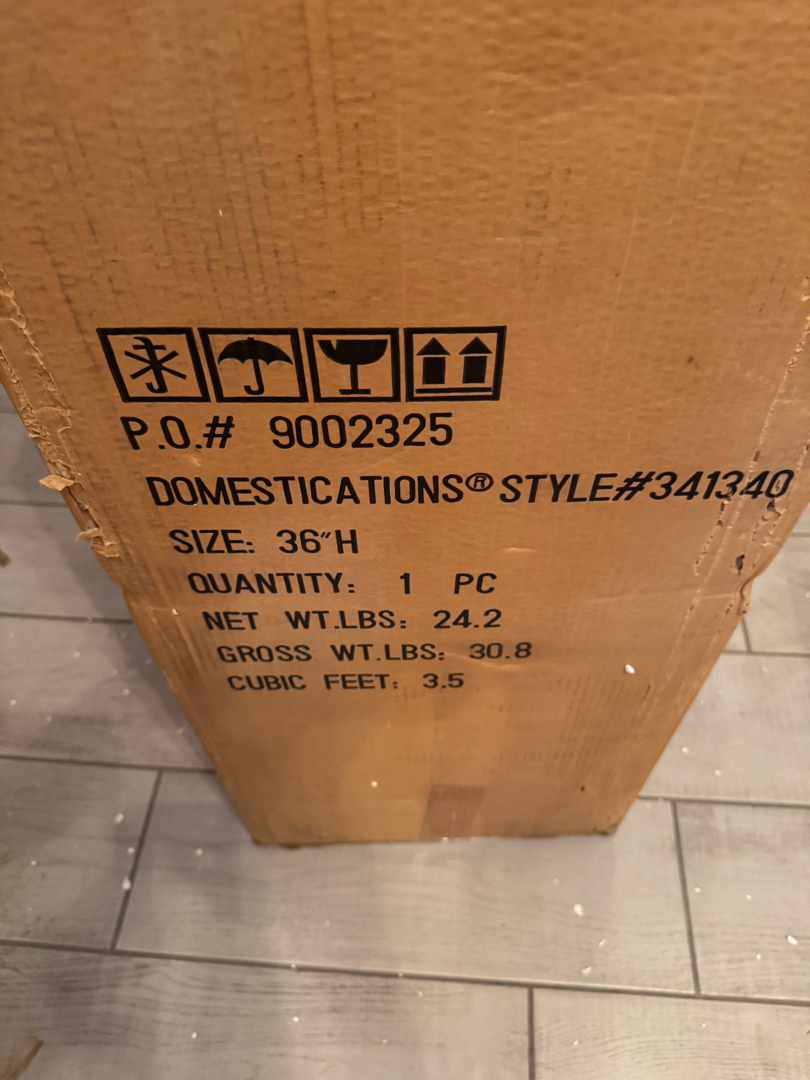 P.O.# 9002325
DOMESTICATIONS® STYLE#341340
SIZE: 36"H
QUANTITY: 1 PC
NET WT.LBS: 24.2
GROSS WT.LBS: 30.8
CUBIC FEET: 3.5